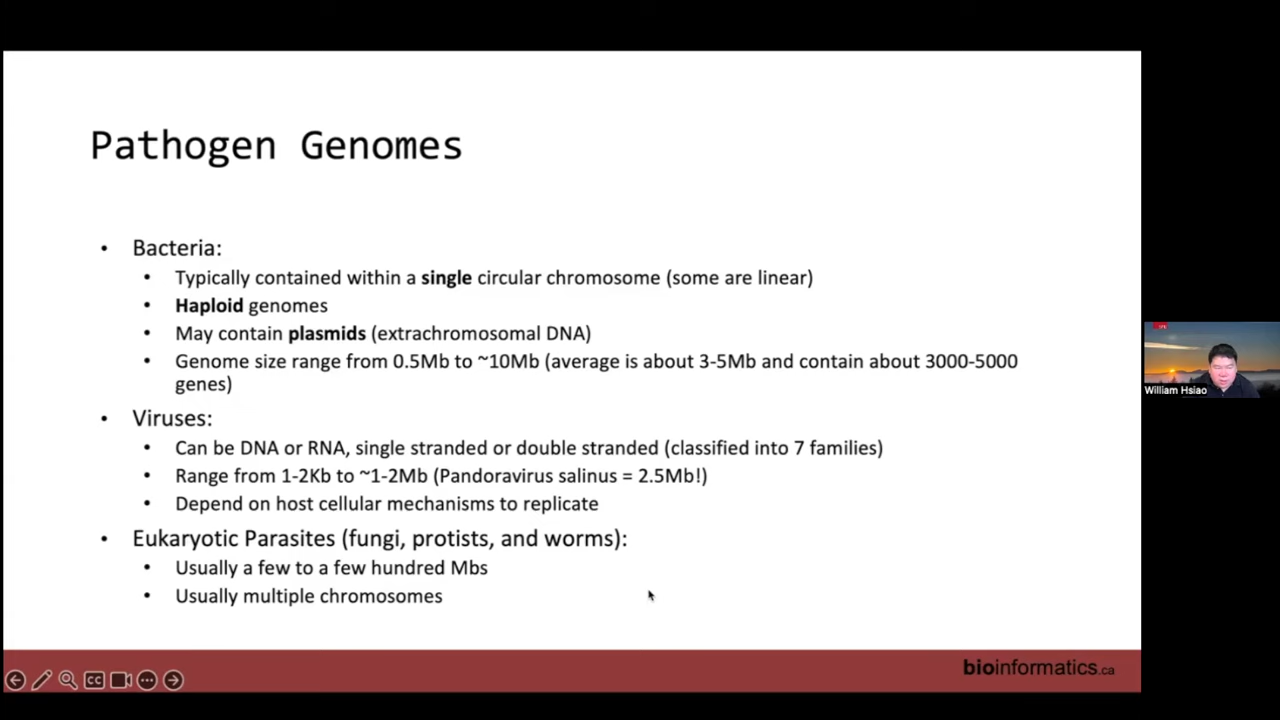 Pathogen Genomes
• Bacteria:
• Typically contained within a single circular chromosome (some are linear)
• Haploid genomes
• May contain plasmids (extrachromosomal DNA)
• Genome size range from 0.5Mb to ~10Mb (average is about 3-5Mb and contain about 3000-5000
genes)
• Viruses:
• Can be DNA or RNA, single stranded or double stranded (classified into 7 families)
• Range from 1-2Kb to ~1-2Mb (Pandoravirus salinus = 2.5Mb!)
• Depend on host cellular mechanisms to replicate
• Eukaryotic Parasites (fungi, protists, and worms):
• Usually a few to a few hundred Mbs
• Usually multiple chromosomes
William Hsiao
CC
bioinformatics.ca